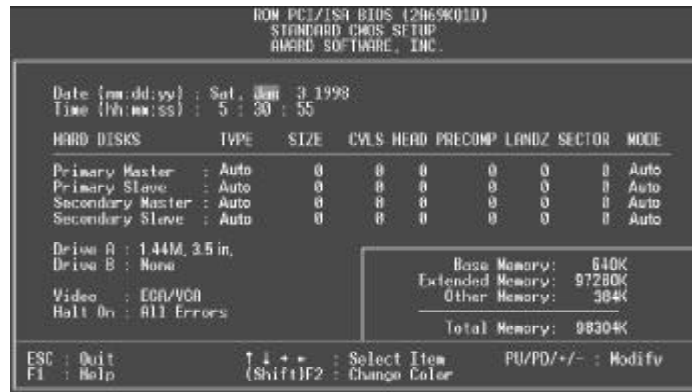 ROM PCI/ISA BIOS (2A69KQ1D)
STANDARD CMOS SETUP
AWARD SOFTWARE, INC.
Date (mm:dd:yy) : Sat, Jan 3 1998
Time (hh:mm:ss) : 5 : 30 : 55
HARD DISKS TYPE SIZE CYLS HEAD PRECOMP LANDZ SECTOR MODE
Primary Master : Auto 0 0 0 0 0 0 Auto
Primary Slave : Auto 0 0 0 0 0 0 Auto
Secondary Master : Auto 0 0 0 0 0 0 Auto
Secondary Slave : Auto 0 0 0 0 0 0 Auto
Drive A : 1.44M, 3.5 in.
Drive B : None
Video : EGA/VGA
Halt On : All Errors
Base Memory: 640K
Extended Memory: 97280K
Other Memory: 384K
Total Memory: 98304K
ESC : Quit ↑ ↓ → ← : Select Item PU/PD/+/- : Modify
F1 : Help (Shift)F2 : Change Color